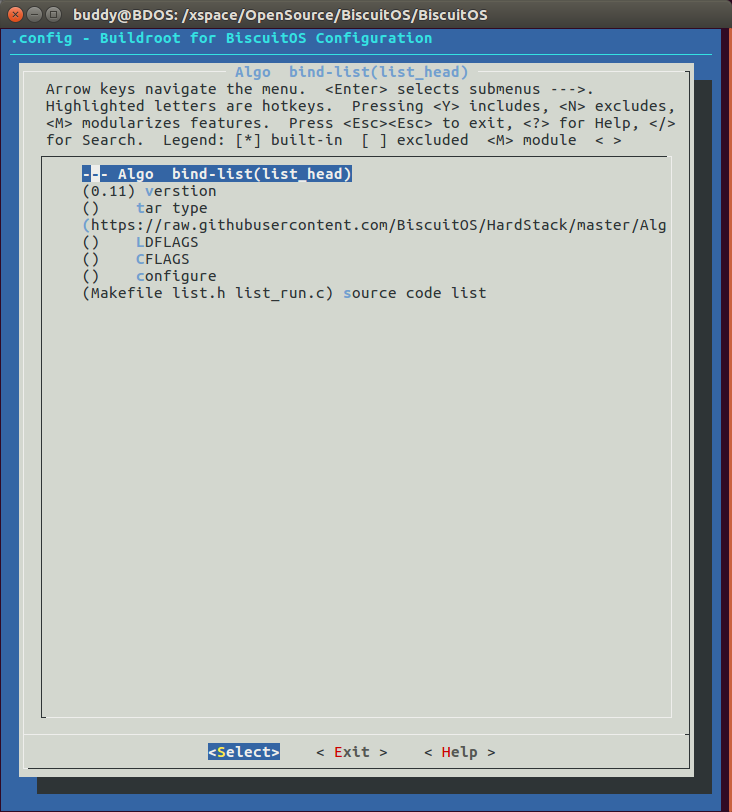 buddy@BDOS: /xspace/OpenSource/BiscuitOS/BiscuitOS
.config - Buildroot for BiscuitOS Configuration
Algo  bind-list(list_head)
Arrow keys navigate the menu.  <Enter> selects submenus --->.
Highlighted letters are hotkeys.  Pressing <Y> includes, <N> excludes,
<M> modularizes features.  Press <Esc><Esc> to exit, <?> for Help, </>
for Search.  Legend: [*] built-in  [ ] excluded  <M> module  < >
--- Algo  bind-list(list_head)
(0.11) verstion
()    tar type
(https://raw.githubusercontent.com/BiscuitOS/HardStack/master/Alg
()    LDFLAGS
()    CFLAGS
()    configure
(Makefile list.h list_run.c) source code list
<Select>    < Exit >    < Help >